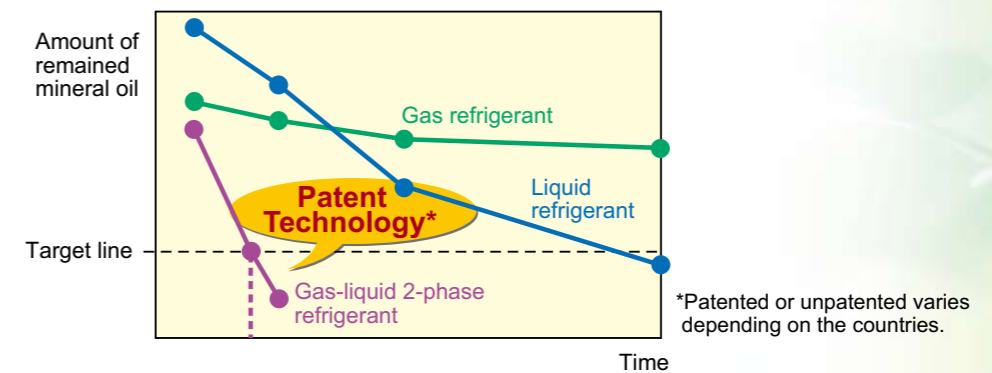 Amount of
remained
mineral oil
Gas refrigerant
Patent
Technology*
Liquid
refrigerant
Target line
Gas-liquid 2-phase
refrigerant
*Patented or unpatented varies
depending on the countries.
Time